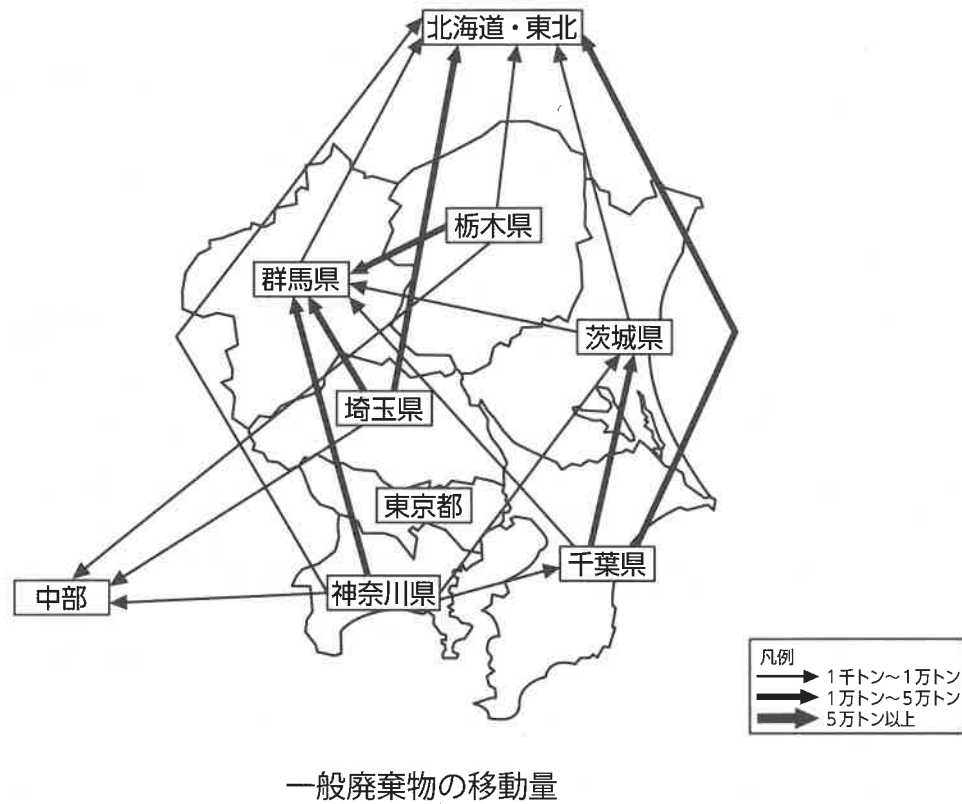 北海道・東北
栃木県
群馬県
茨城県
埼玉県
東京都
千葉県
神奈川県
中部
凡例
1千トン～1万トン
1万トン～5万トン
5万トン以上
一般廃棄物の移動量